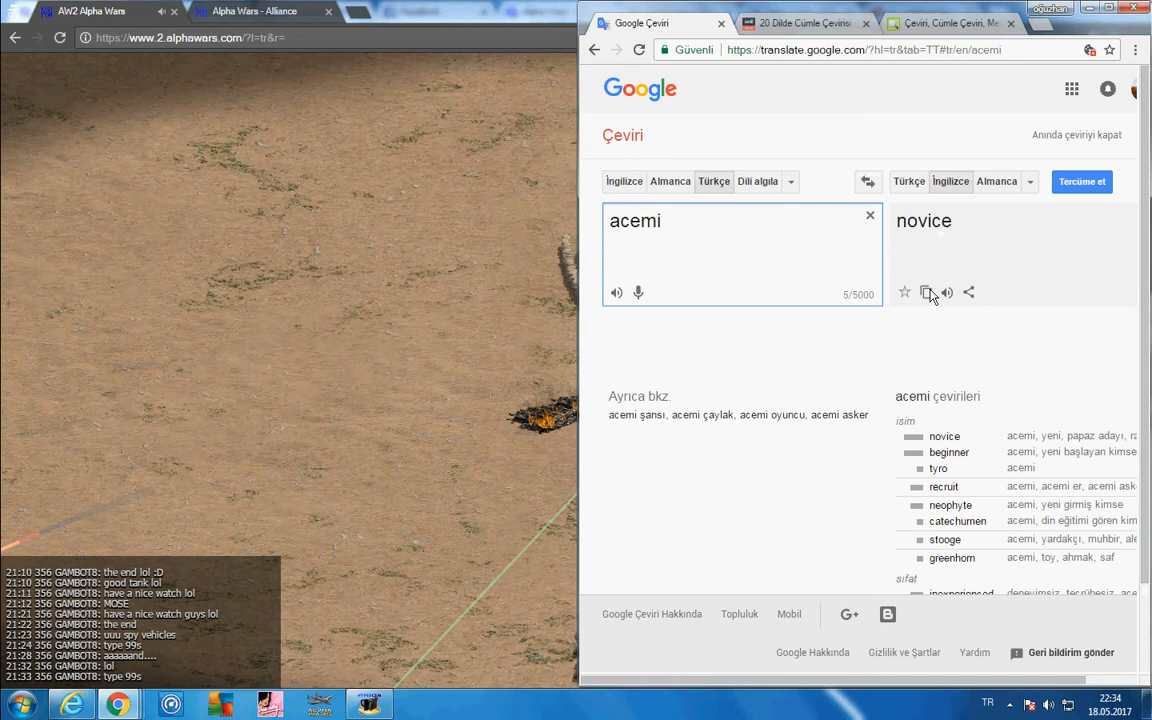 AW2 Alpha Wars
Alpha Wars - Alliance
https://www.2.alphawars.com/?l=tr&r=
oğuzhan
Google Çeviri
20 Dilde Cümle Çevirisi
Çeviri, Cümle Çeviri, Me
Güvenli
https://translate.google.com/?hl=tr&tab=TT#tr/en/acemi
Google
Çeviri
Anında çeviriyi kapat
İngilizce Almanca Türkçe Dili algıla
Türkçe İngilizce Almanca
Tercüme et
acemi
novice
5/5000
Ayrıca bkz.
acemi şansı, acemi çaylak, acemi oyuncu, acemi asker
acemi çevirileri
isim
novice acemi, yeni, papaz adayı, ra
beginner acemi, yeni başlayan kimse
tyro acemi
recruit acemi, acemi er, acemi ask
neophyte acemi, yeni girmiş kimse
catechumen acemi, din eğitimi gören kim
stooge acemi, yardakçı, muhbir, ale
greenhorn acemi, toy, ahmak, saf
sıfat
inexperienced deneyimsiz, tecrübesiz, ace
Google Çeviri Hakkında Topluluk Mobil G+ B
Google Hakkında Gizlilik ve Şartlar Yardım Geri bildirim gönder
21:10 356 GAMBOT8: the end lol :D
21:10 356 GAMBOT8: good tank lol
21:11 356 GAMBOT8: have a nice watch lol
21:12 356 GAMBOT8: MOSE
21:21 356 GAMBOT8: have a nice watch guys lol
21:22 356 GAMBOT8: the end
21:23 356 GAMBOT8: uuu spy vehicles
21:24 356 GAMBOT8: type 99s
21:28 356 GAMBOT8: aaaaaand....
21:32 356 GAMBOT8: lol
21:33 356 GAMBOT8: type 99s
HYPERCAM
TR
22:34
18.05.2017